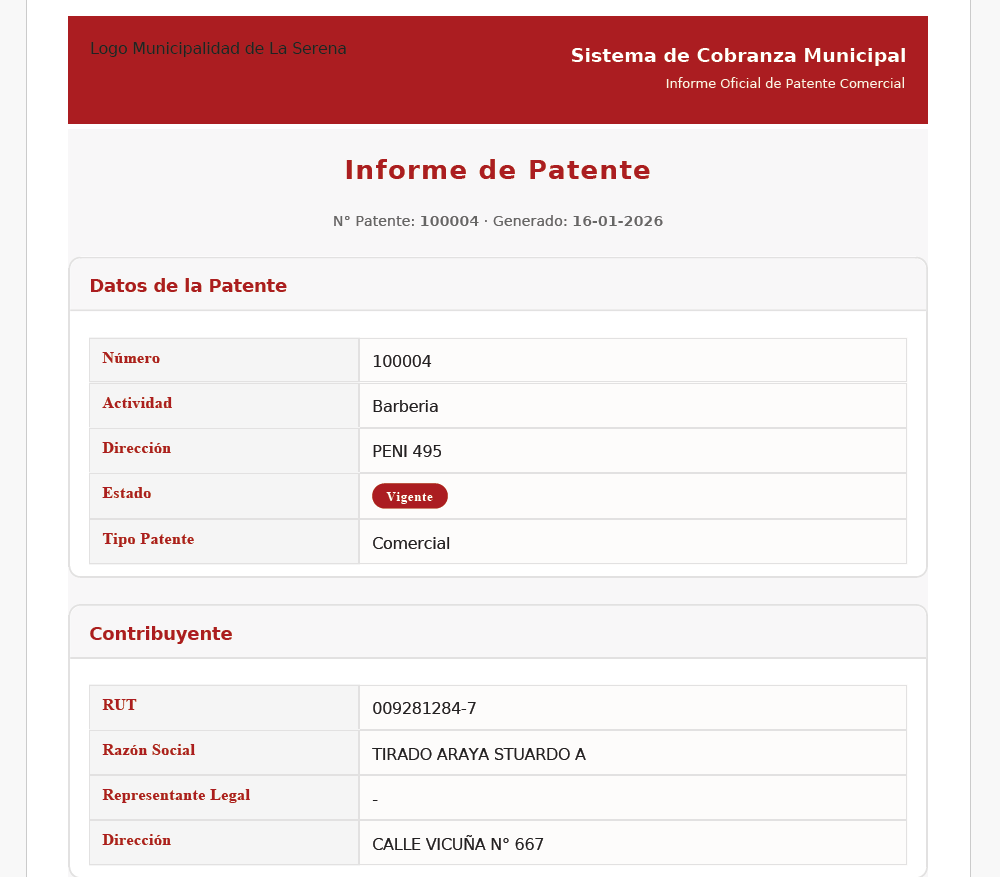 Logo Municipalidad de La Serena
Sistema de Cobranza Municipal
Informe Oficial de Patente Comercial
Informe de Patente
N° Patente: 100004 · Generado: 16-01-2026
Datos de la Patente
Número 100004
Actividad Barberia
Dirección PENI 495
Estado Vigente
Tipo Patente Comercial
Contribuyente
RUT 009281284-7
Razón Social TIRADO ARAYA STUARDO A
Representante Legal -
Dirección CALLE VICUÑA N° 667